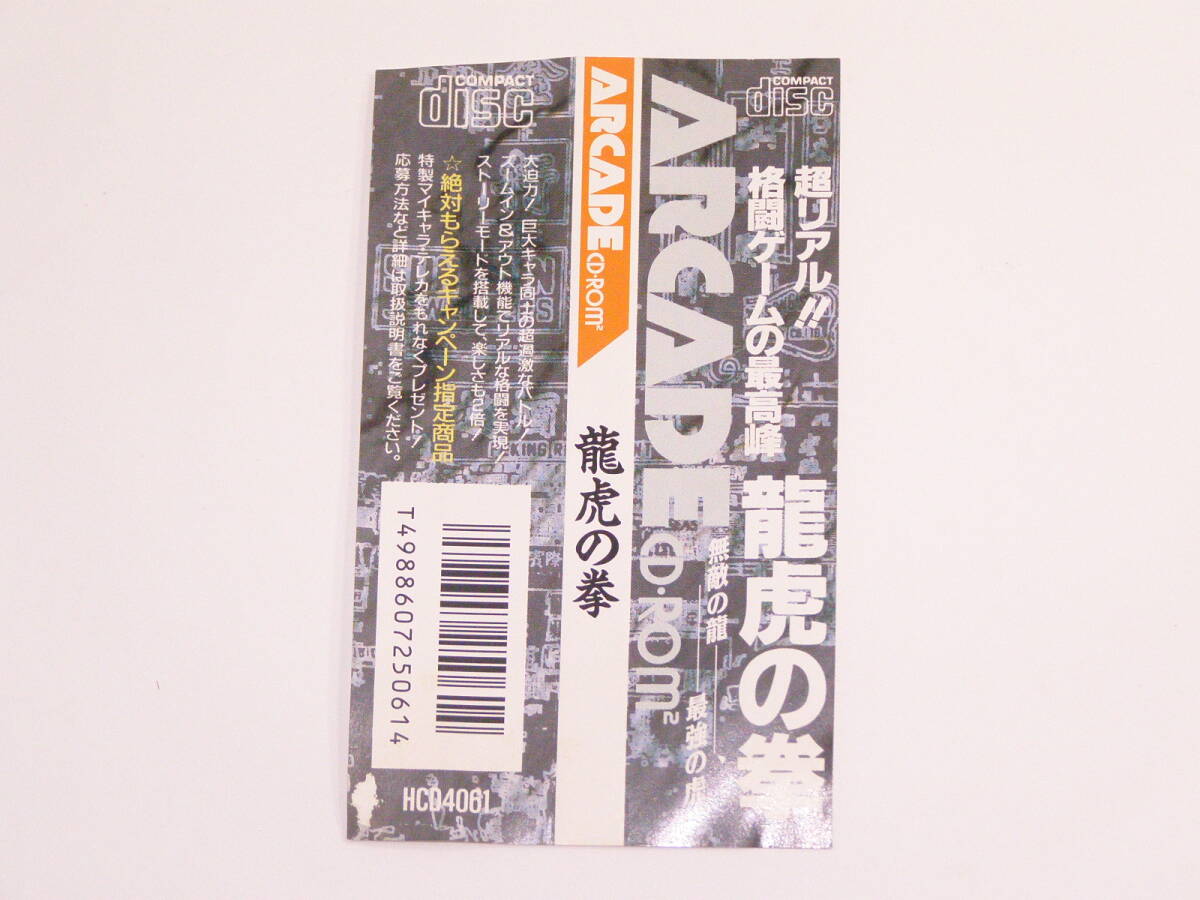 COMPACT
disc
超リアル!!
格闘ゲームの最高峰
龍虎の拳
無敵の龍
最強の虎
ARCADE CD・ROM²
ARCADE CD・ROM²
龍虎の拳
COMPACT
disc
大迫力!巨大キャラ同士の超過激なバトル!
ズームイン&アウト機能でリアルな格闘を実現!
ストーリーモードを搭載して、楽しさも2倍!
☆絶対もらえるキャンペーン指定商品
特製マイキャラ・テレカをもれなくプレゼント!
応募方法など詳細は取扱説明書をご覧ください。
T4988607250614
HCD4061